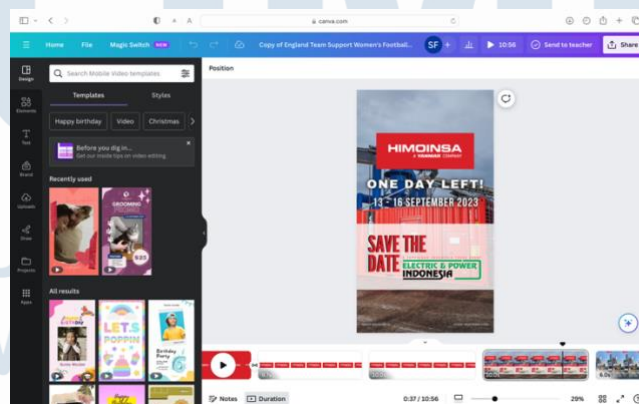 canva.com
Home File Magic Switch NEW Copy of England Team Support Women's Football... SF + 10:56 Send to teacher Share
Design
Elements
Text
Brand
Uploads
Draw
Projects
Apps
Search Mobile Video templates
Templates Styles
Happy birthday Video Christmas
Before you dig in...
Get our media tips on video editing
Recently used
GROOMING
All results
LET'S
POPPIN
Birthday
Party
Position
HIMOINSA
A YANMAR COMPANY
ONE DAY LEFT!
13 - 16 SEPTEMBER 2023
SAVE THE
DATE
ELECTRIC & POWER
INDONESIA
Notes Duration 0:37 / 10:56 29%